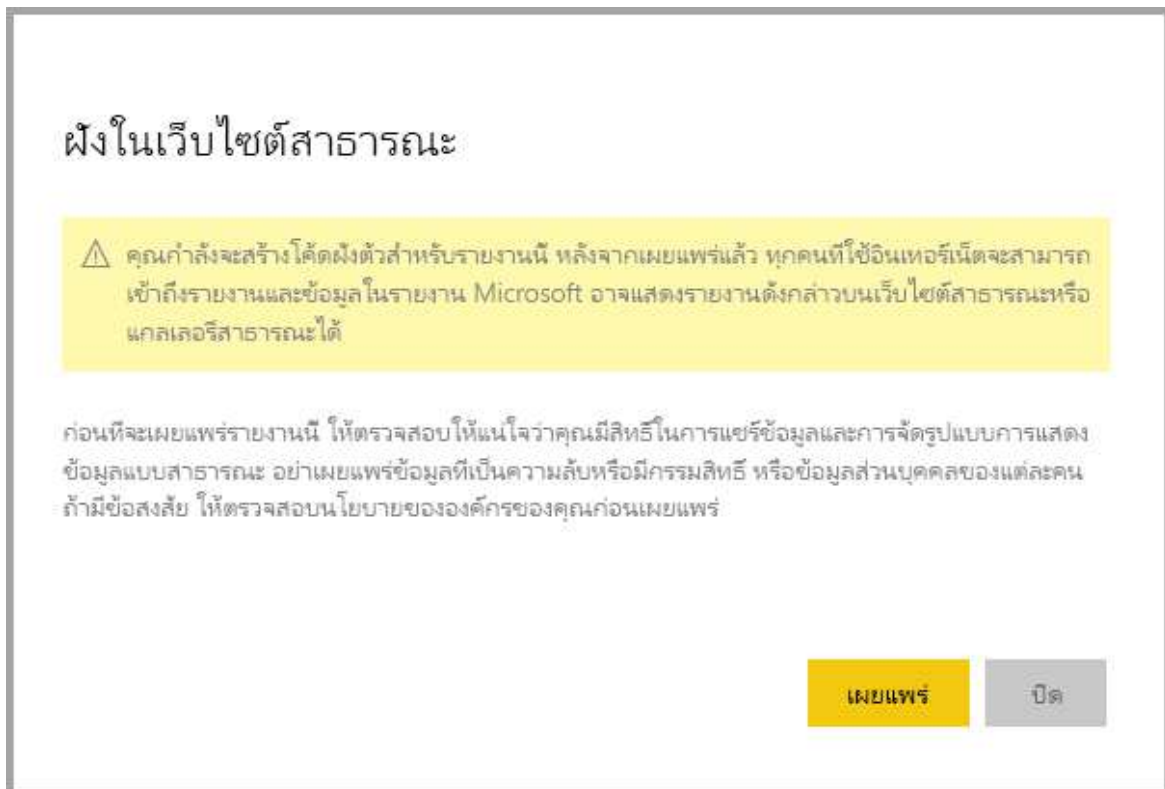 ฝังในเว็บไซต์สาธารณะ
คุณกำลังจะสร้างโค้ดฝังตัวสำหรับรายงานนี้ หลังจากเผยแพร่แล้ว ทุกคนที่ใช้อินเทอร์เน็ตจะสามารถ
เข้าถึงรายงานและข้อมูลในรายงาน Microsoft อาจแสดงรายงานดังกล่าวบนเว็บไซต์สาธารณะหรือ
แกลเลอรีสาธารณะได้
ก่อนที่จะเผยแพร่รายงานนี้ ให้ตรวจสอบให้แน่ใจว่าคุณมีสิทธิ์ในการแชร์ข้อมูลและการจัดรูปแบบการแสดง
ข้อมูลแบบสาธารณะ อย่าเผยแพร่ข้อมูลที่เป็นความลับหรือมีกรรมสิทธิ์ หรือข้อมูลส่วนบุคคลของแต่ละคน
ถ้ามีข้อสงสัย ให้ตรวจสอบนโยบายขององค์กรของคุณก่อนเผยแพร่
เผยแพร่ ปิด